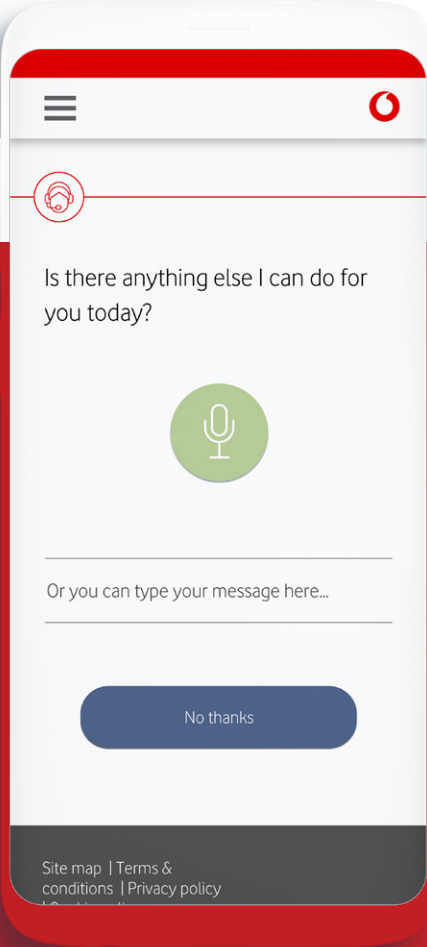 Is there anything else I can do for
you today?
Or you can type your message here...
No thanks
Site map | Terms &
conditions | Privacy policy